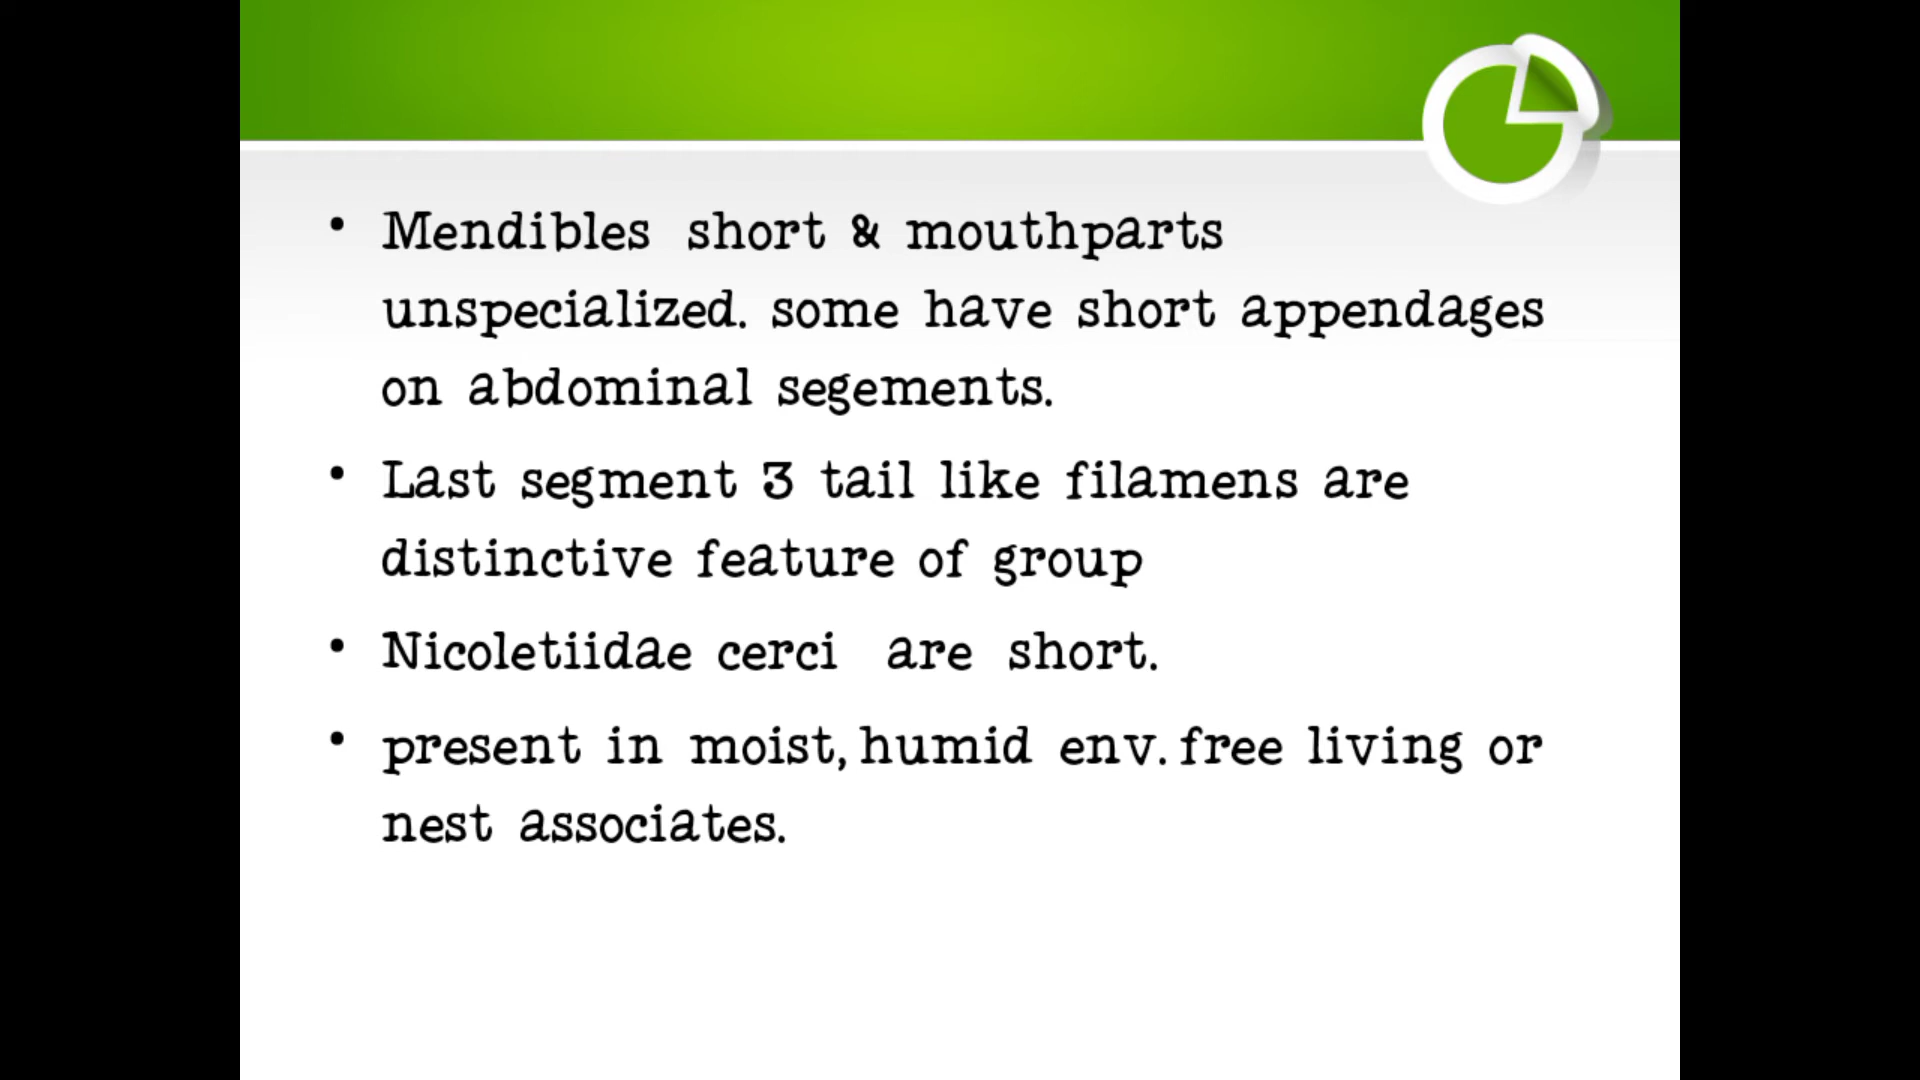 • Mendibles short & mouthparts
unspecialized. some have short appendages
on abdominal segements.
• Last segment 3 tail like filamens are
distinctive feature of group
• Nicoletiidae cerci are short.
• present in moist, humid env. free living or
nest associates.